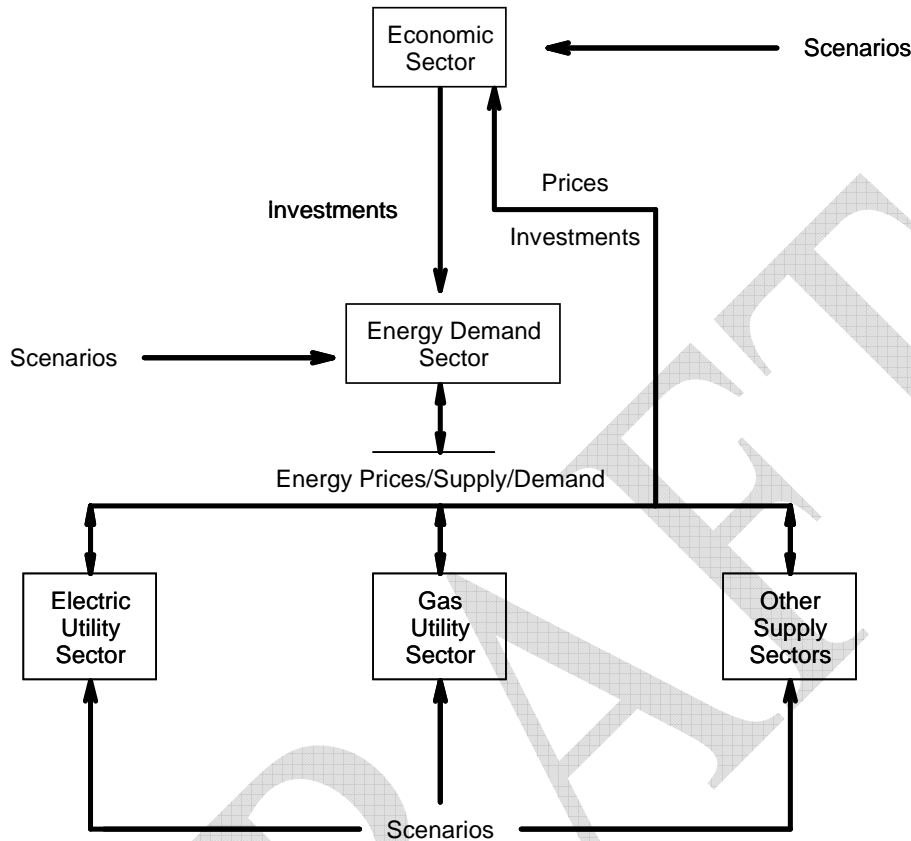 Economic
Sector
Scenarios
Prices
Investments
Investments
Energy Demand
Sector
Scenarios
Energy Prices/Supply/Demand
Electric
Utility
Sector
Gas
Utility
Sector
Other
Supply
Sectors
Scenarios
DRAFT